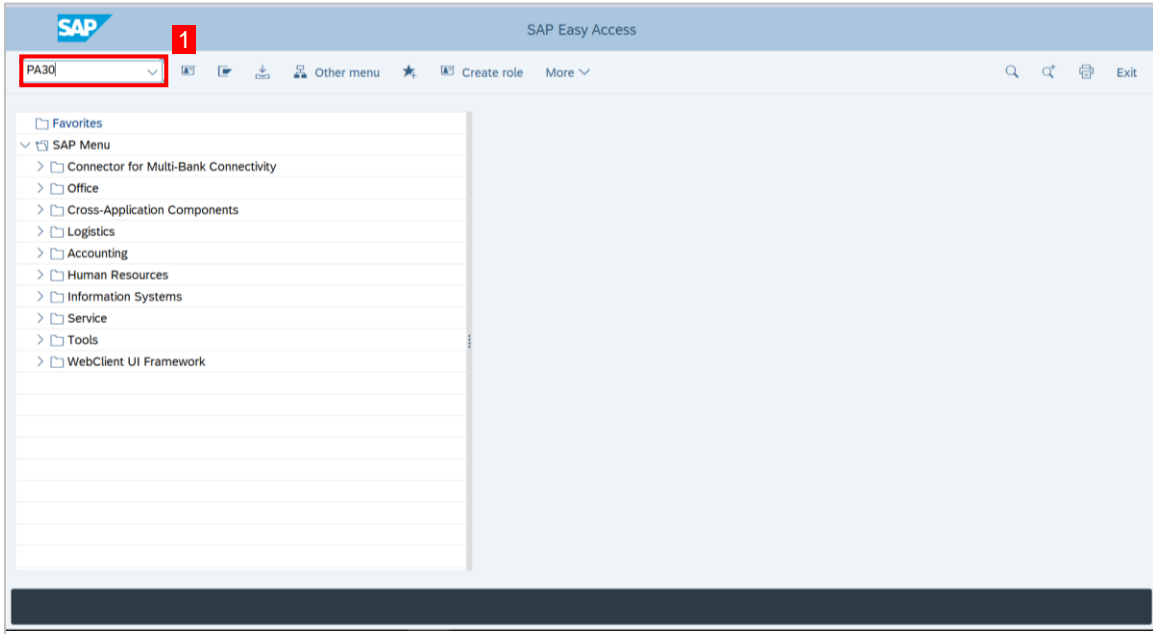 SAP
SAP Easy Access
1
PA30
Other menu
Create role
More
Exit
Favorites
SAP Menu
Connector for Multi-Bank Connectivity
Office
Cross-Application Components
Logistics
Accounting
Human Resources
Information Systems
Service
Tools
WebClient UI Framework